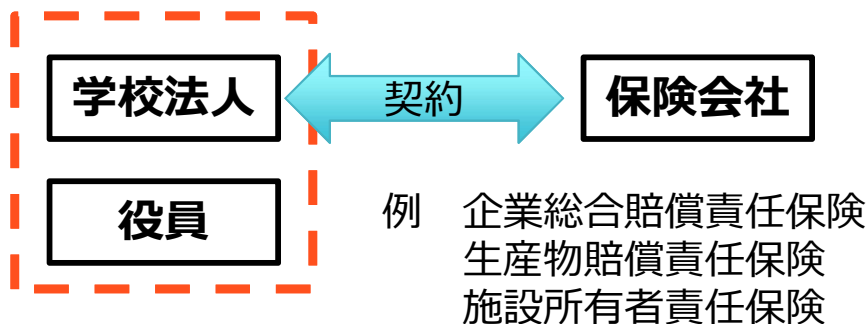 学校法人
契約
保険会社
役員
例　企業総合賠償責任保険
生産物賠償責任保険
施設所有者責任保険